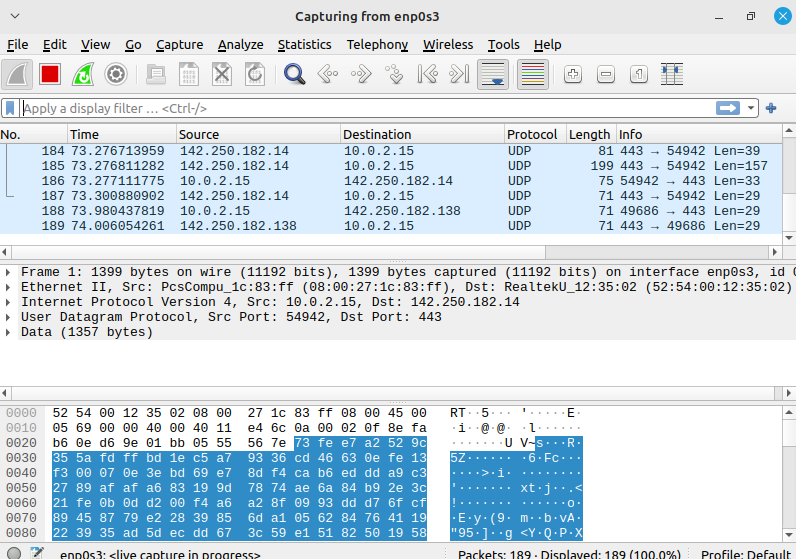 Capturing from enp0s3
File Edit View Go Capture Analyze Statistics Telephony Wireless Tools Help
Apply a display filter … <Ctrl-/>
No. Time Source Destination Protocol Length Info
184 73.276713959 142.250.182.14 10.0.2.15 UDP 81 443 → 54942 Len=39
185 73.276811282 142.250.182.14 10.0.2.15 UDP 199 443 → 54942 Len=157
186 73.277111775 10.0.2.15 142.250.182.14 UDP 75 54942 → 443 Len=33
187 73.300880902 142.250.182.14 10.0.2.15 UDP 71 443 → 54942 Len=29
188 73.980437819 10.0.2.15 142.250.182.138 UDP 71 49686 → 443 Len=29
189 74.006054261 142.250.182.138 10.0.2.15 UDP 71 443 → 49686 Len=29
Frame 1: 1399 bytes on wire (11192 bits), 1399 bytes captured (11192 bits) on interface enp0s3, id 0
Ethernet II, Src: PcsCompu_1c:83:ff (08:00:27:1c:83:ff), Dst: RealtekU_12:35:02 (52:54:00:12:35:02)
Internet Protocol Version 4, Src: 10.0.2.15, Dst: 142.250.182.14
User Datagram Protocol, Src Port: 54942, Dst Port: 443
Data (1357 bytes)
0000 52 54 00 12 35 02 08 00 27 1c 83 ff 08 00 45 00 RT··5···'·····E·
0010 05 69 00 00 40 00 40 11 e4 6c 0a 00 02 0f 8e fa ·i··@·@··l······
0020 b6 0e d6 9e 01 bb 05 55 56 7e 73 fe e7 a2 52 9c ·······U V~s···R·
0030 35 5a fd ff bd 1e c5 a7 93 36 cd 46 63 0e fe 13 5Z·······6·Fc···
0040 f3 00 07 0e 3e bd 69 e7 8d f4 ca b6 ed dd a9 c3 ····>·i·········
0050 27 89 af af a6 83 19 9d 78 74 ae 6a 84 b9 2e 3c '·······xt·j··.<
0060 21 fe 0b 0d d2 00 f4 a6 a2 8f 09 93 dd d7 6f cf !·············o·
0070 89 45 87 79 e2 28 39 85 6d a1 05 62 84 76 41 19 ·E·y·(9·m··b·vA·
0080 22 39 35 ad 5d ec dd 67 3c 59 e1 51 82 50 19 58 "95·]··g<Y·Q·P·X
enp0s3: <live capture in progress> Packets: 189 · Displayed: 189 (100.0%) Profile: Default